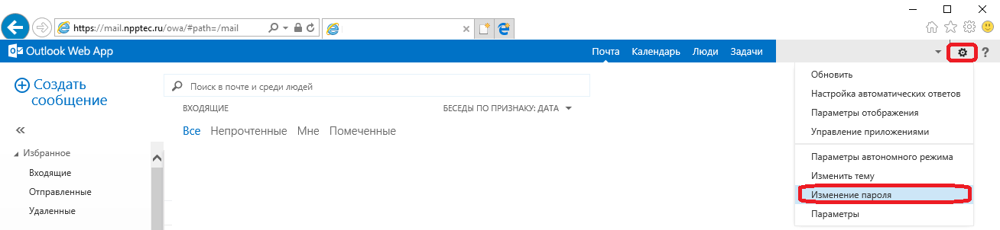 https://mail.npptec.ru/owa/#path=/mail
Outlook Web App
Почта Календарь Люди Задачи
?
Создать
сообщение
Поиск в почте и среди людей
ВХОДЯЩИЕ
БЕСЕДЫ ПО ПРИЗНАКУ: ДАТА
Все Непрочтенные Мне Помеченные
Избранное
Входящие
Отправленные
Удаленные
Обновить
Настройка автоматических ответов
Параметры отображения
Управление приложениями
Параметры автономного режима
Изменить тему
Изменение пароля
Параметры